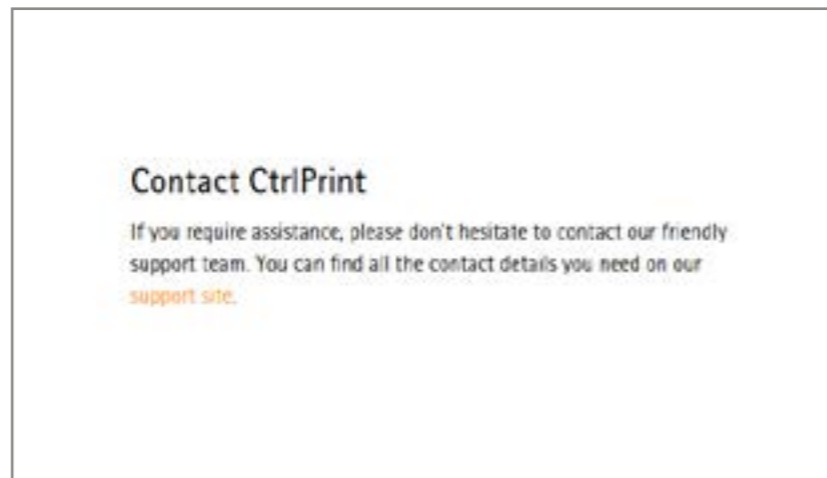 Contact CtrlPrint
If you require assistance, please don't hesitate to contact our friendly
support team. You can find all the contact details you need on our
support site.